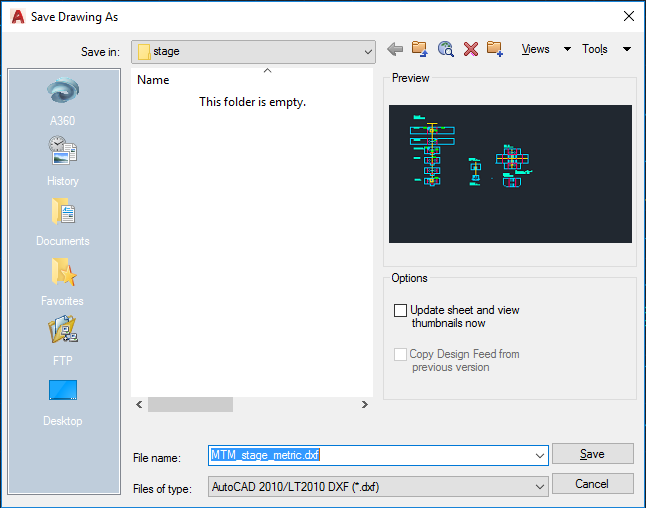 Save Drawing As
Save in:
stage
Views
Tools
A360
History
Documents
Favorites
FTP
Desktop
Name
This folder is empty.
Preview
Options
Update sheet and view
thumbnails now
Copy Design Feed from
previous version
File name:
MTM_stage_metric.dxf
Save
Files of type:
AutoCAD 2010/LT2010 DXF (*.dxf)
Cancel